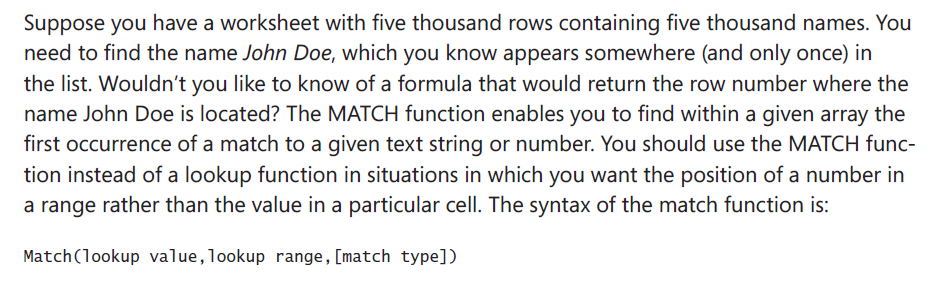 Suppose you have a worksheet with five thousand rows containing five thousand names. You
need to find the name John Doe, which you know appears somewhere (and only once) in
the list. Wouldn’t you like to know of a formula that would return the row number where the
name John Doe is located? The MATCH function enables you to find within a given array the
first occurrence of a match to a given text string or number. You should use the MATCH func-
tion instead of a lookup function in situations in which you want the position of a number in
a range rather than the value in a particular cell. The syntax of the match function is:
Match(lookup value,lookup range,[match type])